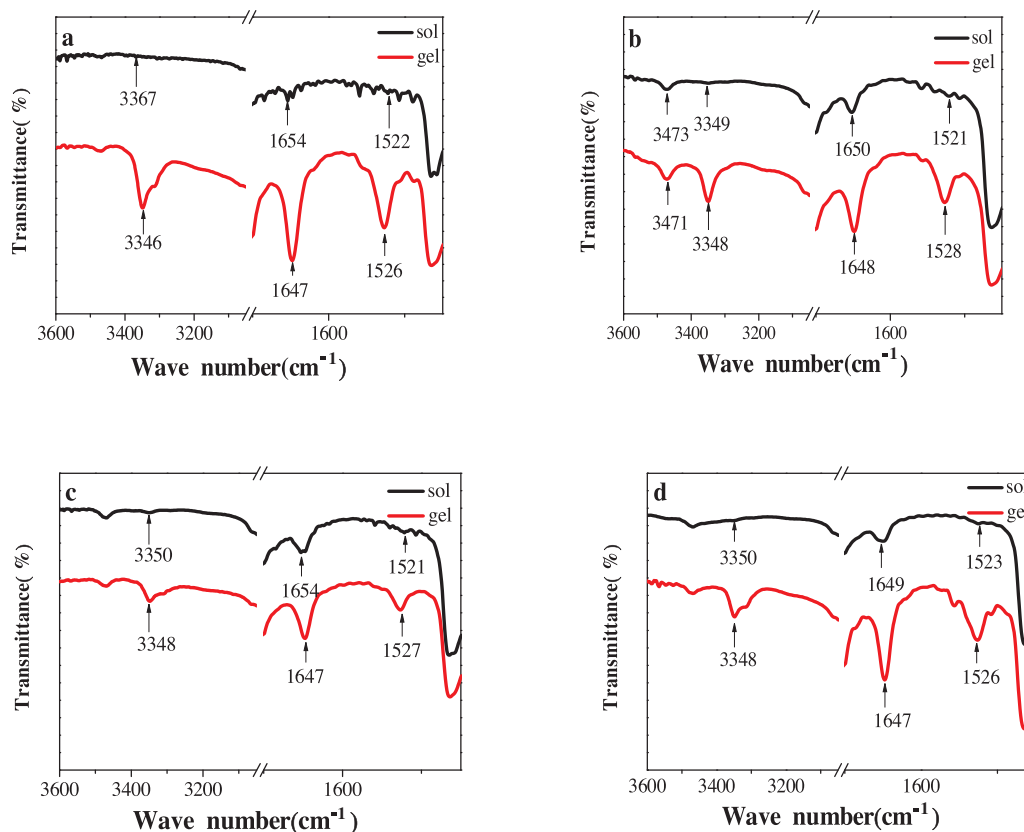 a
sol
gel
3367
1654
1522
3346
1647
1526
3600 3400 3200 1600
Transmittance( %)
Wave number(cm⁻¹)
b
sol
gel
3473
3349
1650
1521
3471
3348
1648
1528
3600 3400 3200 1600
Transmittance( %)
Wave number(cm⁻¹)
c
sol
gel
3350
1654
1521
3348
1647
1527
3600 3400 3200 1600
Transmittance( %)
Wave number(cm⁻¹)
d
sol
gel
3350
1649
1523
3348
1647
1526
3600 3400 3200 1600
Transmittance( %)
Wave number(cm⁻¹)